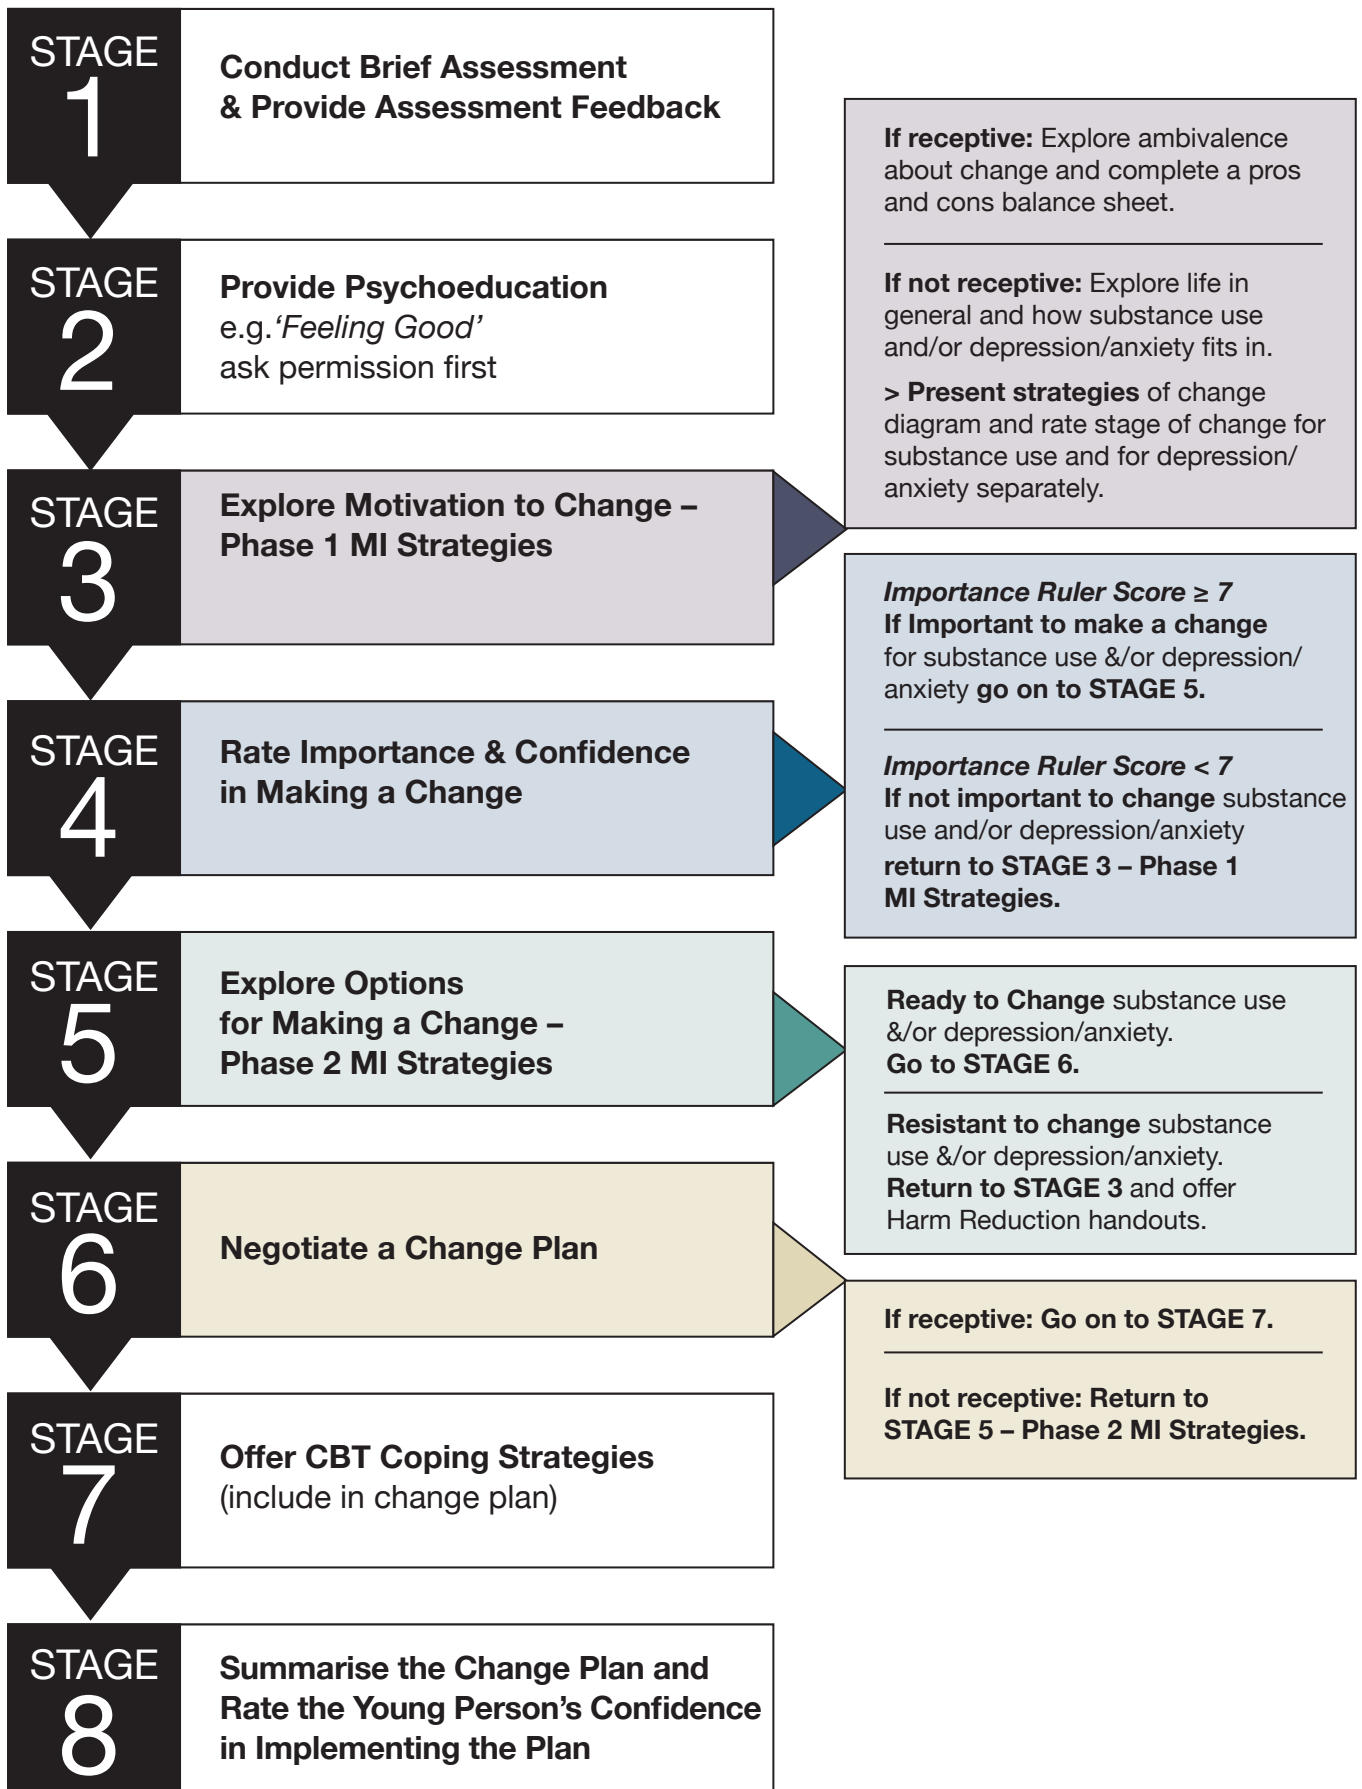 STAGE
1
Conduct Brief Assessment
& Provide Assessment Feedback
STAGE
2
Provide Psychoeducation
e.g. ‘Feeling Good’
ask permission first
STAGE
3
Explore Motivation to Change –
Phase 1 MI Strategies
If receptive: Explore ambivalence
about change and complete a pros
and cons balance sheet.
If not receptive: Explore life in
general and how substance use
and/or depression/anxiety fits in.
> Present strategies of change
diagram and rate stage of change for
substance use and for depression/
anxiety separately.
STAGE
4
Rate Importance & Confidence
in Making a Change
Importance Ruler Score ≥ 7
If Important to make a change
for substance use &/or depression/
anxiety go on to STAGE 5.
Importance Ruler Score < 7
If not important to change substance
use and/or depression/anxiety
return to STAGE 3 – Phase 1
MI Strategies.
STAGE
5
Explore Options
for Making a Change –
Phase 2 MI Strategies
Ready to Change substance use
&/or depression/anxiety.
Go to STAGE 6.
Resistant to change substance
use &/or depression/anxiety.
Return to STAGE 3 and offer
Harm Reduction handouts.
STAGE
6
Negotiate a Change Plan
If receptive: Go on to STAGE 7.
If not receptive: Return to
STAGE 5 – Phase 2 MI Strategies.
STAGE
7
Offer CBT Coping Strategies
(include in change plan)
STAGE
8
Summarise the Change Plan and
Rate the Young Person’s Confidence
in Implementing the Plan